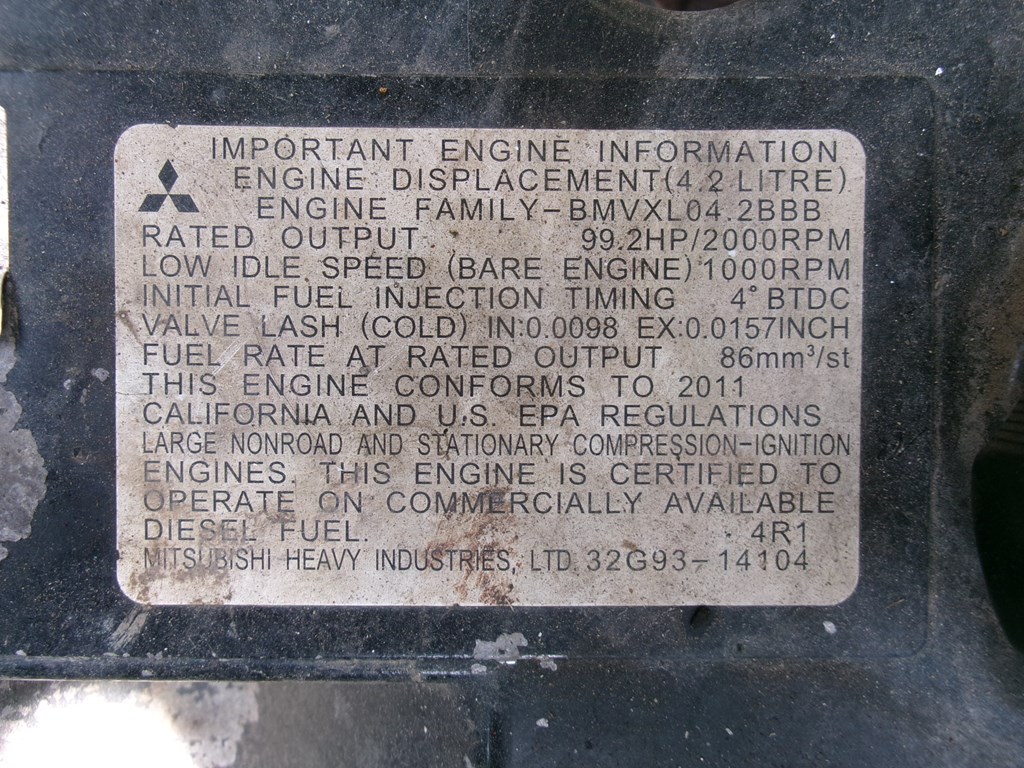 IMPORTANT ENGINE INFORMATION
ENGINE DISPLACEMENT(4.2 LITRE)
ENGINE FAMILY-BMVXL04.2BBB
RATED OUTPUT 99.2HP/2000RPM
LOW IDLE SPEED (BARE ENGINE) 1000RPM
INITIAL FUEL INJECTION TIMING 4° BTDC
VALVE LASH (COLD) IN:0.0098 EX:0.0157INCH
FUEL RATE AT RATED OUTPUT 86mm³/st
THIS ENGINE CONFORMS TO 2011
CALIFORNIA AND U.S. EPA REGULATIONS
LARGE NONROAD AND STATIONARY COMPRESSION-IGNITION
ENGINES. THIS ENGINE IS CERTIFIED TO
OPERATE ON COMMERCIALLY AVAILABLE
DIESEL FUEL. 4R1
MITSUBISHI HEAVY INDUSTRIES, LTD. 32G93-14104